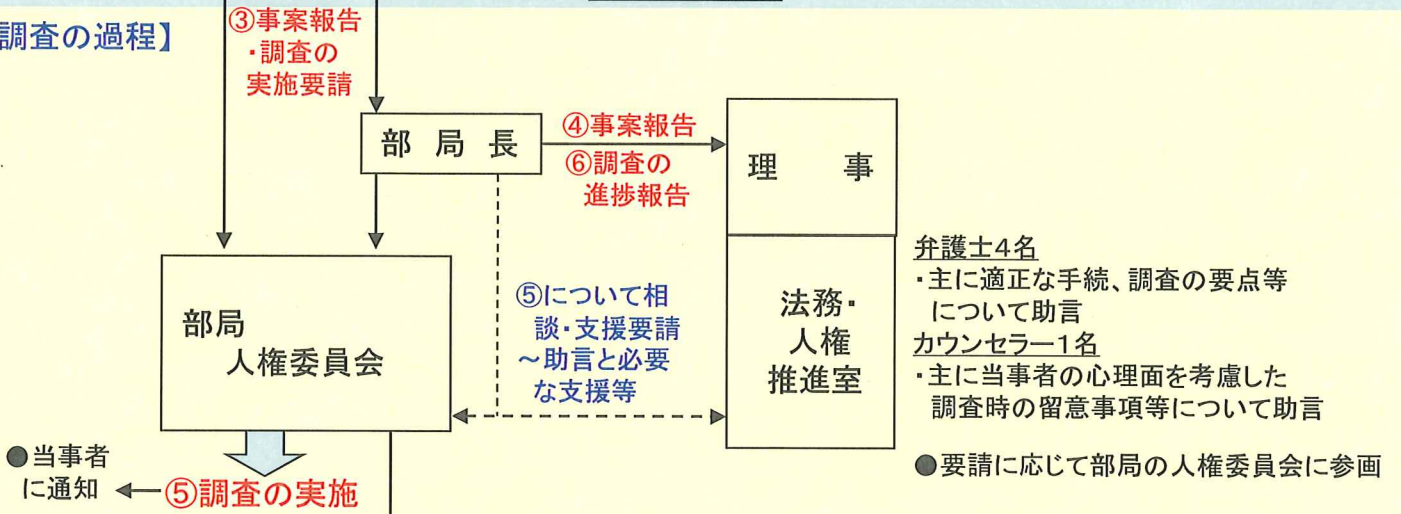 調査の過程】
③事案報告
・調査の
実施要請
部 局 長
④事案報告
⑥調査の
進捗報告
理 事
部局
人権委員会
⑤について相
談・支援要請
～助言と必要
な支援等
法務・
人権
推進室
弁護士4名
・主に適正な手続、調査の要点等
について助言
カウンセラー1名
・主に当事者の心理面を考慮した
調査時の留意事項等について助言
●要請に応じて部局の人権委員会に参画
●当事者
に通知
⑤調査の実施